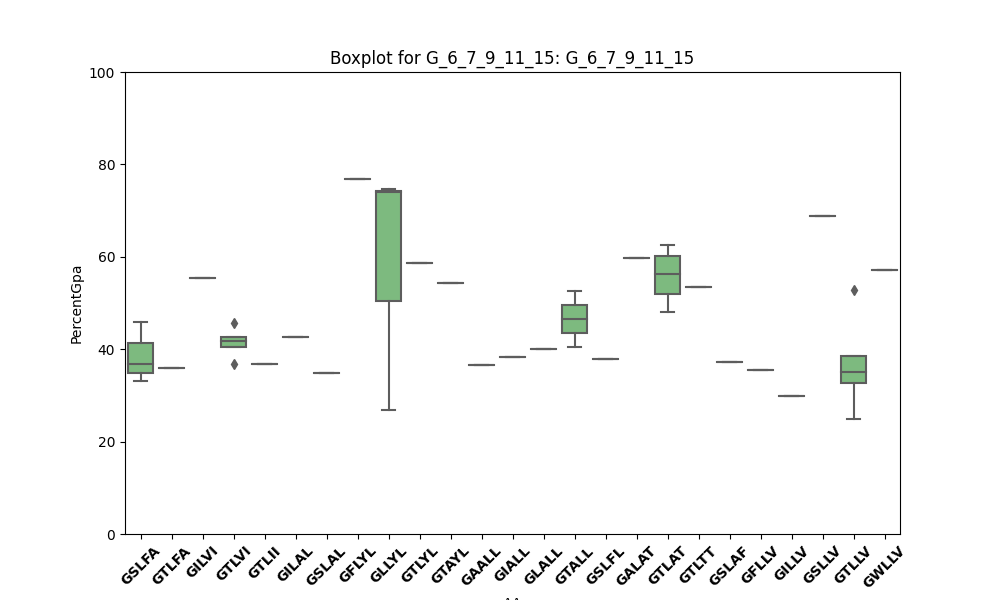 Boxplot for G_6_7_9_11_15: G_6_7_9_11_15
100
80
60
40
20
0
PercentGpa
GSLFA
GTLFA
GILVI
GTLVI
GTLII
GILAL
GSLAL
GFLYL
GLLYL
GTLYL
GTAYL
GAALL
GIALL
GLALL
GTALL
GSLFL
GALAT
GTLAT
GTLTT
GSLAF
GFLLV
GILLV
GSLLV
GTLLV
GWLLV